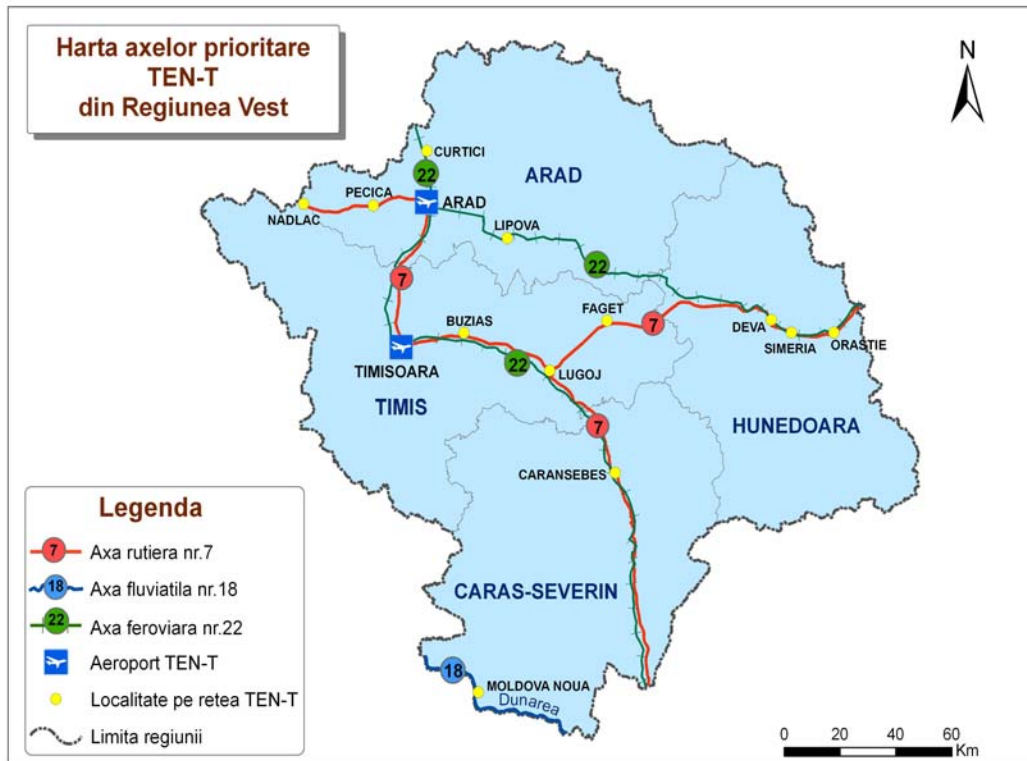 Harta axelor prioritare
TEN-T
din Regiunea Vest
N
CURTICI
22
ARAD
PECICA
ARAD
NADLAC
LIPOVA
22
7
FAGET
BUZIAS
7
DEVA
SIMERIA
ORASTIE
TIMISOARA
22
LUGOJ
TIMIS
7
HUNEDOARA
CARANSEBES
Legenda
7 Axa rutiera nr.7
18 Axa fluviatila nr.18
22 Axa feroviara nr.22
Aeroport TEN-T
Localitate pe retea TEN-T
Limita regiunii
CARAS-SEVERIN
18
MOLDOVA NOUA
Dunarea
0 20 40 60
Km